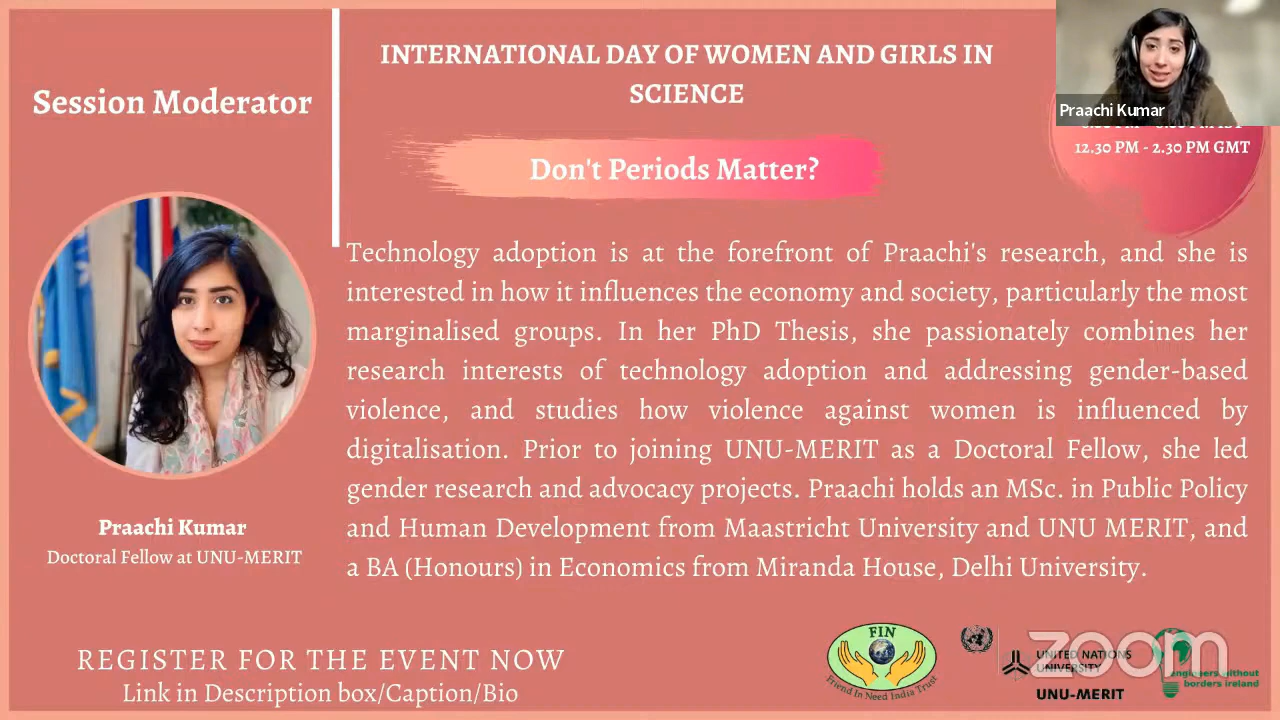 Session Moderator
INTERNATIONAL DAY OF WOMEN AND GIRLS IN
SCIENCE
Don't Periods Matter?
Praachi Kumar
12.30 PM - 2.30 PM GMT
Technology adoption is at the forefront of Praachi's research, and she is
interested in how it influences the economy and society, particularly the most
marginalised groups. In her PhD Thesis, she passionately combines her
research interests of technology adoption and addressing gender-based
violence, and studies how violence against women is influenced by
digitalisation. Prior to joining UNU-MERIT as a Doctoral Fellow, she led
gender research and advocacy projects. Praachi holds an MSc. in Public Policy
and Human Development from Maastricht University and UNU MERIT, and
a BA (Honours) in Economics from Miranda House, Delhi University.
Praachi Kumar
Doctoral Fellow at UNU-MERIT
REGISTER FOR THE EVENT NOW
Link in Description box/Caption/Bio
FIN
Friend In Need India Trust
UNITED NATIONS
UNIVERSITY
UNU-MERIT
zoom
engineers without
borders ireland